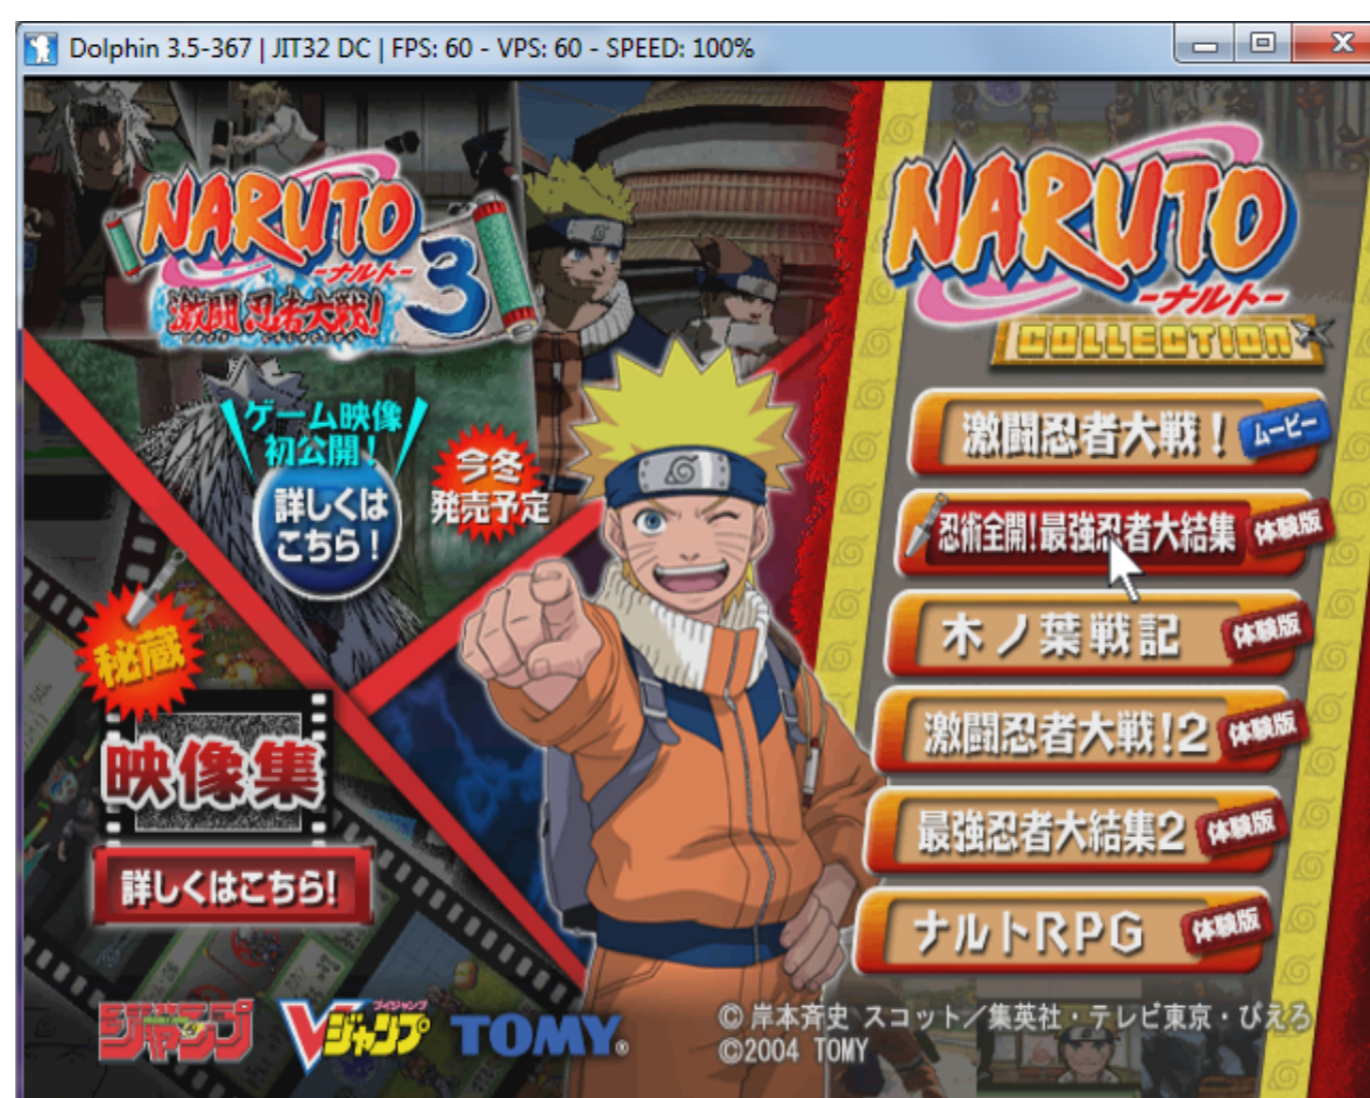 Dolphin 3.5-367 | JIT32 DC | FPS: 60 - VPS: 60 - SPEED: 100%
NARUTO
-ナルト-
激闘忍者大戦!
3
ゲーム映像
初公開!
詳しくは
こちら!
今冬
発売予定
秘蔵
映像集
詳しくはこちら!
NARUTO
-ナルト-
COLLECTION
激闘忍者大戦! ムービー
忍術全開!最強忍者大結集 体験版
木ノ葉戦記 体験版
激闘忍者大戦!2 体験版
最強忍者大結集2 体験版
ナルトRPG 体験版
ジャンプ
ブイジャンプ
Vジャンプ
TOMY®
© 岸本斉史 スコット/集英社・テレビ東京・ぴえろ
©2004 TOMY